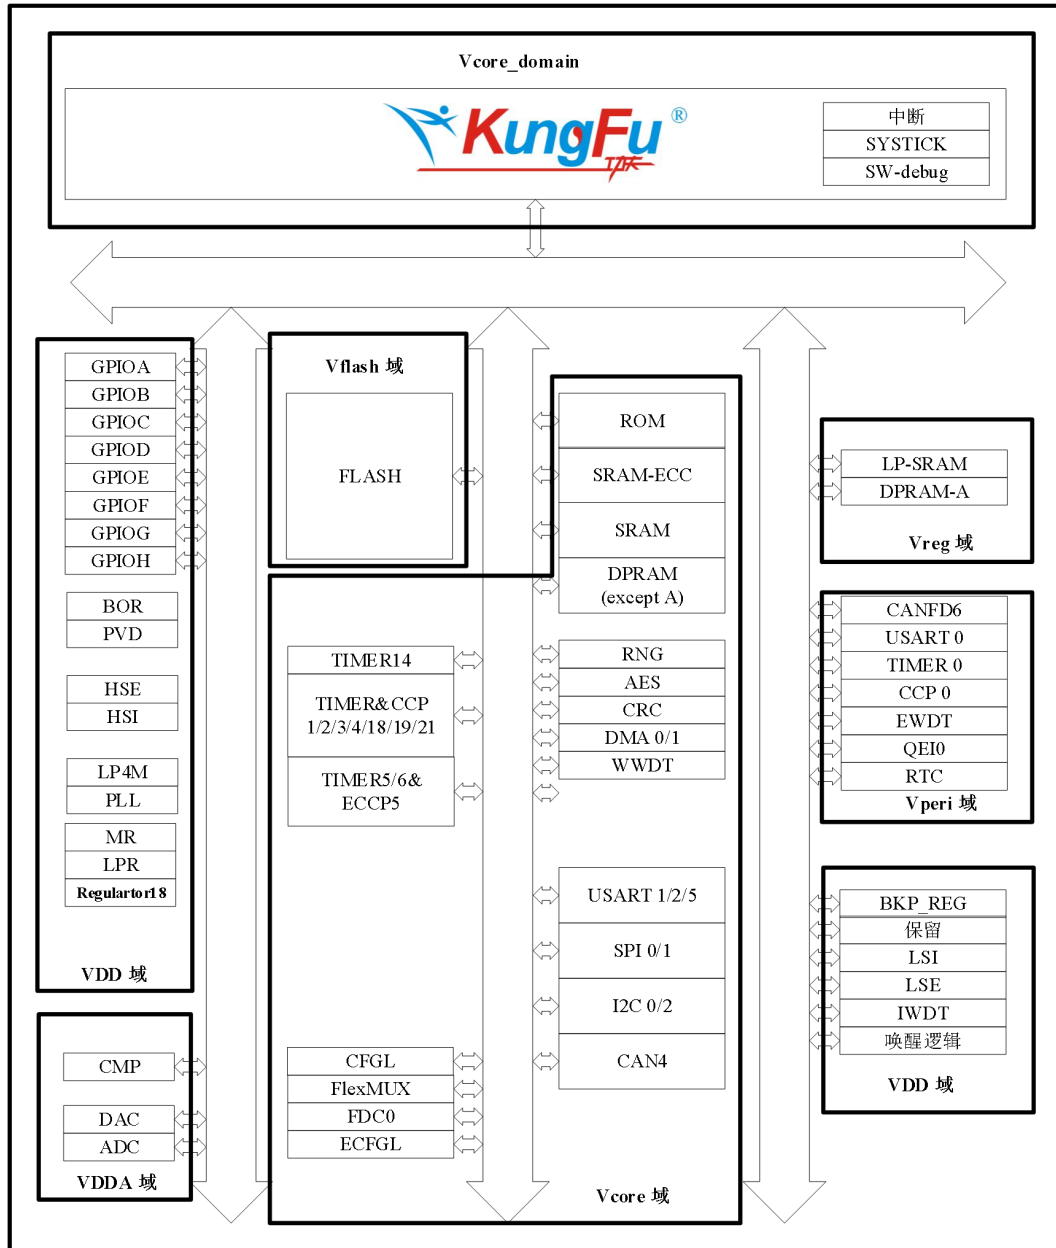 Vcore_domain
KungFu®
功夫
中断
SYSTICK
SW-debug
GPIOA
GPIOB
GPIOC
GPIOD
GPIOE
GPIOF
GPIOG
GPIOH
BOR
PVD
HSE
HSI
LP4M
PLL
MR
LPR
Regulartor18
VDD 域
CMP
DAC
ADC
VDDA 域
Vflash 域
FLASH
TIMER14
TIMER&CCP
1/2/3/4/18/19/21
TIMER5/6&
ECCP5
CFGL
FlexMUX
FDC0
ECFGL
ROM
SRAM-ECC
SRAM
DPRAM
(except A)
RNG
AES
CRC
DMA 0/1
WWDT
USART 1/2/5
SPI 0/1
I2C 0/2
CAN4
Vcore 域
LP-SRAM
DPRAM-A
Vreg 域
CANFD6
USART 0
TIMER 0
CCP 0
EWDT
QEI0
RTC
Vperi 域
BKP_REG
保留
LSI
LSE
IWDT
唤醒逻辑
VDD 域